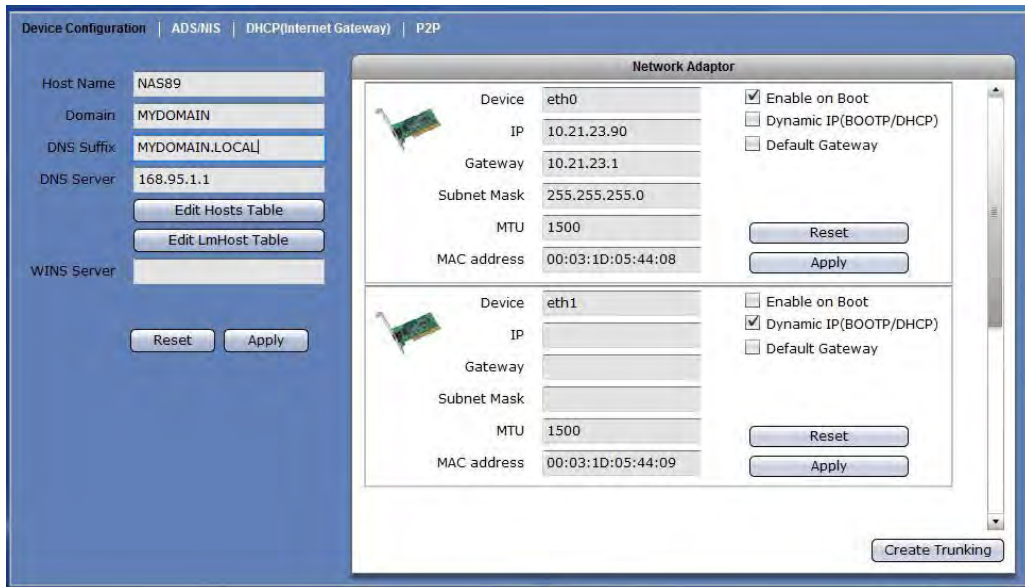 Device Configuration | ADS/NIS | DHCP(Internet Gateway) | P2P
Host Name NAS89
Domain MYDOMAIN
DNS Suffix MYDOMAIN.LOCAL
DNS Server 168.95.1.1
Edit Hosts Table
Edit LmHost Table
WINS Server
Reset Apply
Network Adaptor
Device eth0 Enable on Boot
IP 10.21.23.90 Dynamic IP(BOOTP/DHCP)
Gateway 10.21.23.1 Default Gateway
Subnet Mask 255.255.255.0
MTU 1500 Reset
MAC address 00:03:1D:05:44:08 Apply
Device eth1 Enable on Boot
IP Dynamic IP(BOOTP/DHCP)
Gateway Default Gateway
Subnet Mask
MTU 1500 Reset
MAC address 00:03:1D:05:44:09 Apply
Create Trunking